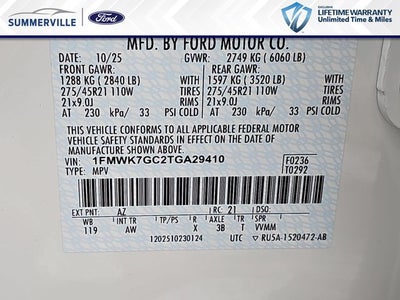 SUMMERVILLE Ford
EXCLUSIVE
LIFETIME WARRANTY
Unlimited Time & Miles
MFD. BY FORD MOTOR CO.
DATE: 10/25 GVWR: 2749 KG ( 6060 LB)
FRONT GAWR: REAR GAWR:
1288 KG ( 2840 LB) 1597 KG ( 3520 LB)
275/45R21 110W TIRES 275/45R21 110W TIRES
21x9.0J RIMS 21x9.0J RIMS
AT 230 kPa/ 33 PSI COLD AT 230 kPa/ 33 PSI COLD
THIS VEHICLE CONFORMS TO ALL APPLICABLE FEDERAL MOTOR
VEHICLE SAFETY STANDARDS IN EFFECT ON THE DATE OF
MANUFACTURE SHOWN ABOVE.
VIN: 1FMWK7GC2TGA29410 F0236
TYPE: MPV T0292
EXT PNT: AZ RC: 21 DSO:
WB INT TR TP/PS R AXLE TR SPR
119 AW X 3B T VVMM
1202510230124 UTC RU5A-1520472-AB